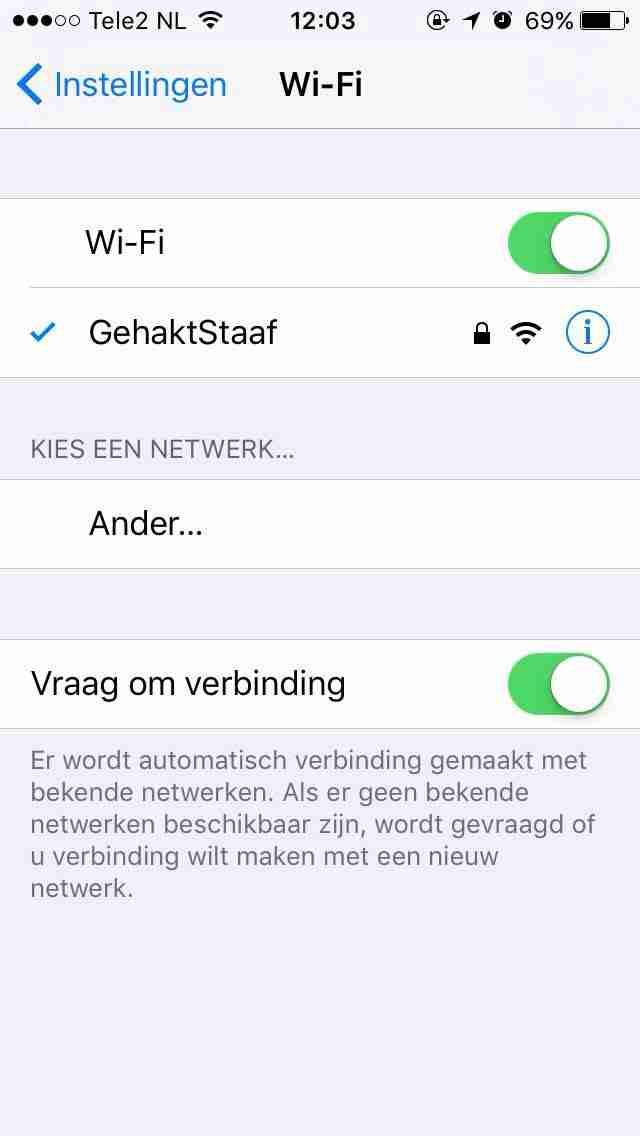 Tele2 NL 12:03 69%
Instellingen Wi-Fi
Wi-Fi
GehaktStaaf
KIES EEN NETWERK...
Ander...
Vraag om verbinding
Er wordt automatisch verbinding gemaakt met
bekende netwerken. Als er geen bekende
netwerken beschikbaar zijn, wordt gevraagd of
u verbinding wilt maken met een nieuw
netwerk.